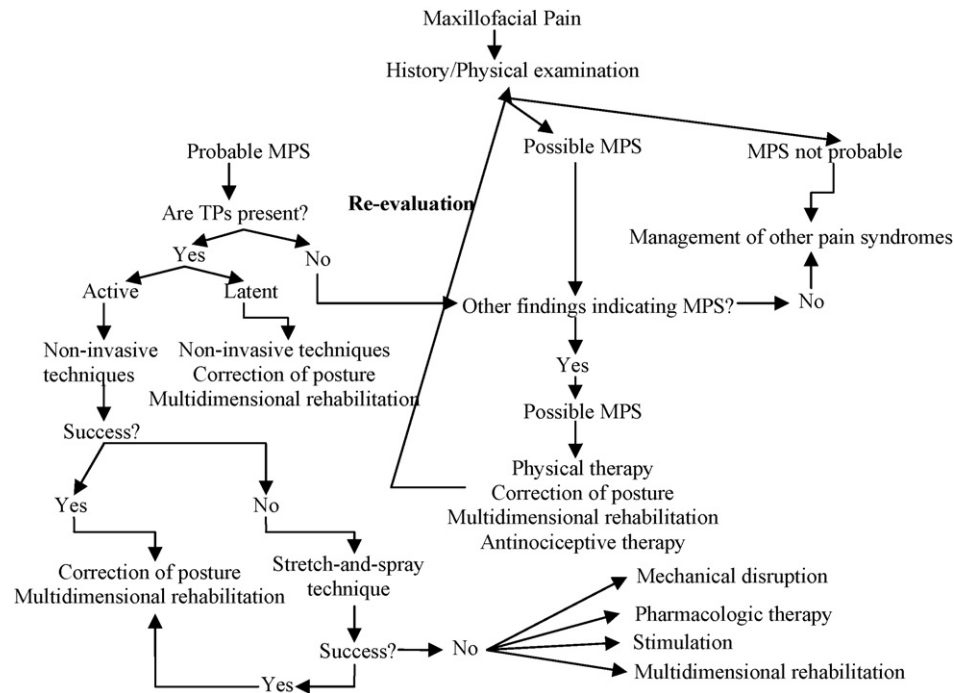 Maxillofacial Pain
History/Physical examination
Probable MPS
Possible MPS
MPS not probable
Re-evaluation
Are TPs present?
Management of other pain syndromes
Yes
No
Active
Latent
Other findings indicating MPS?
No
Non-invasive
techniques
Non-invasive techniques
Correction of posture
Multidimensional rehabilitation
Yes
Possible MPS
Success?
Physical therapy
Correction of posture
Multidimensional rehabilitation
Antinociceptive therapy
Yes
No
Correction of posture
Multidimensional rehabilitation
Stretch-and-spray
technique
Mechanical disruption
Pharmacologic therapy
Success?
No
Stimulation
Multidimensional rehabilitation
Yes